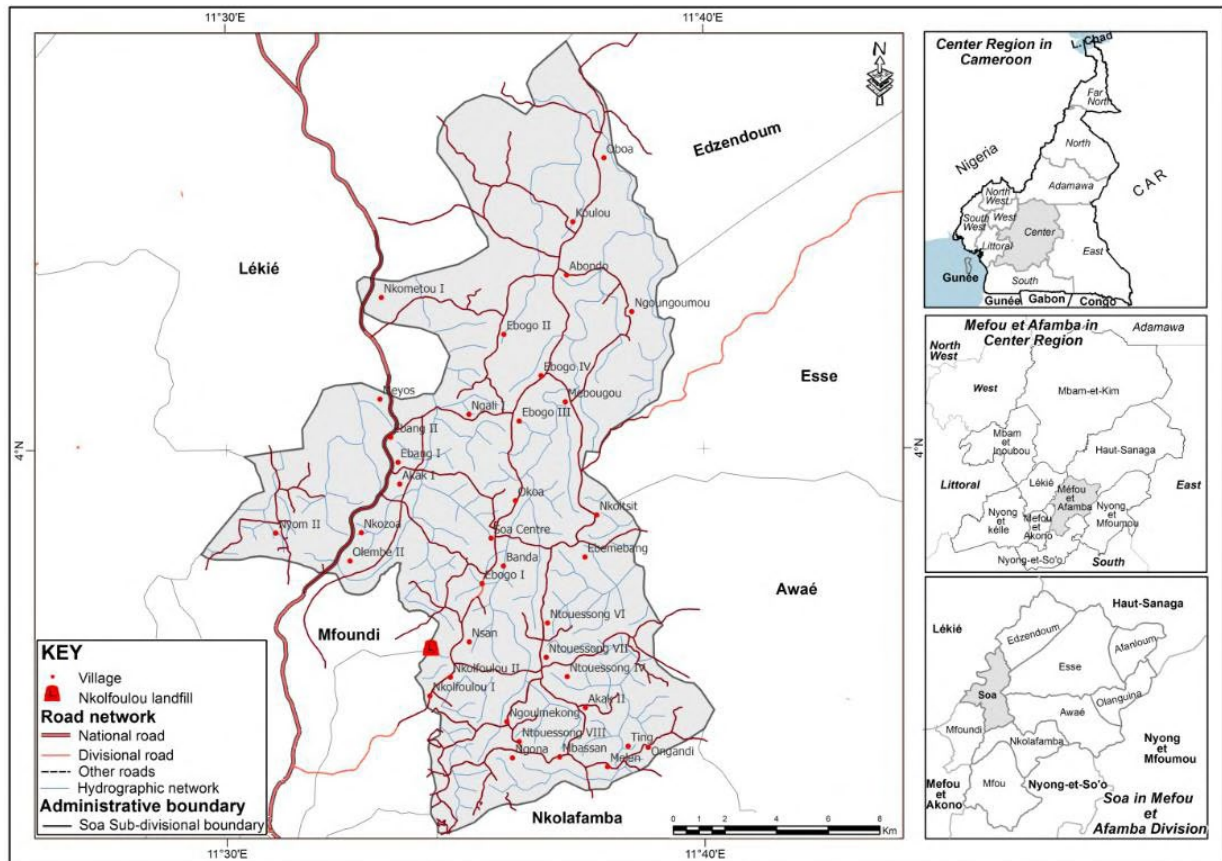 11°30'E
11°40'E
N
Edzendoum
Oboa
Koulou
Lékié
Abondo
Nkometou I
Ngoungoumou
Ebogo II
Esse
Ebogo IV
Mebougou
Meyos
Ngali I
Ebogo III
4°N
4°N
Ebang II
Ebang I
Akak I
Okoa
Nkoltsit
Nyom II
Nkozoa
Soa Centre
Olembe II
Banda
Ebemebang
Ebogo I
Awaé
Ntouessong VI
Mfoundi
Nsan
Ntouessong VII
Nkolfoulou II
Ntouessong IV
Nkolfoulou I
Akak II
Ngoulmekong
Ntouessong VIII
Ting
Ngona
Mbassan
Ongandi
Melen
Nkolafamba
0 2 4 6 8
Km
KEY
Village
Nkolfoulou landfill
Road network
National road
Divisional road
Other roads
Hydrographic network
Administrative boundary
Soa Sub-divisional boundary
11°30'E
11°40'E
Center Region in
Cameroon
L. Chad
Far
North
North
Nigeria
Adamawa
CAR
North
West
South
West
West
Littoral
Center
East
Gunée
South
Gunée
Gabon
Congo
Mefou et Afamba in
Center Region
Adamawa
North
West
West
Mbam-et-Kim
Mbam
et
Inoubou
Haut-Sanaga
Littoral
Lékié
Méfou
et
Afamba
East
Nyong
et
kéllé
Mefou
et
Akono
Nyong
et
Mfoumou
Nyong-et-So'o
South
Haut-Sanaga
Lékié
Edzendoum
Afanloum
Esse
Soa
Olanguina
Awaé
Mfoundi
Nkolafamba
Nyong
et
Mfoumou
Mefou
et
Akono
Mfou
Nyong-et-So'o
Soa in Mefou
et
Afamba Division